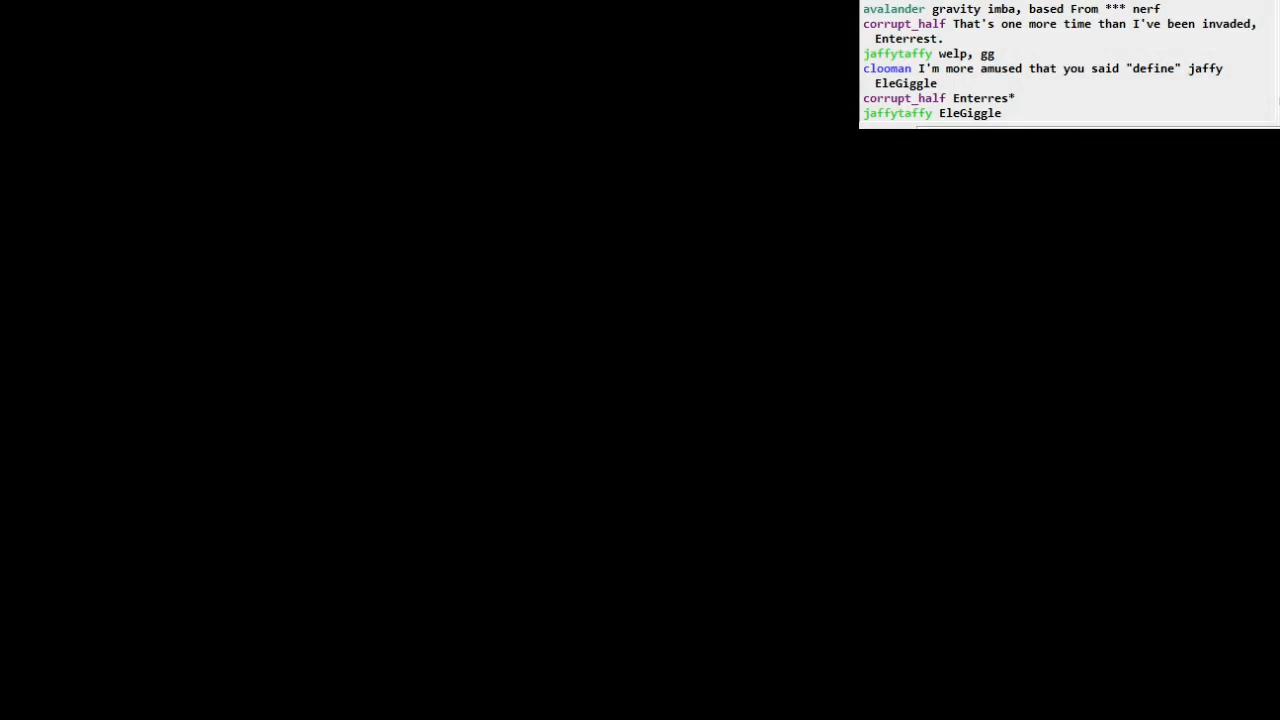 avalander gravity imba, based From *** nerf
corrupt_half That's one more time than I've been invaded,
Enterrest.
jaffytaffy welp, gg
clooman I'm more amused that you said "define" jaffy
EleGiggle
corrupt_half Enterres*
jaffytaffy EleGiggle